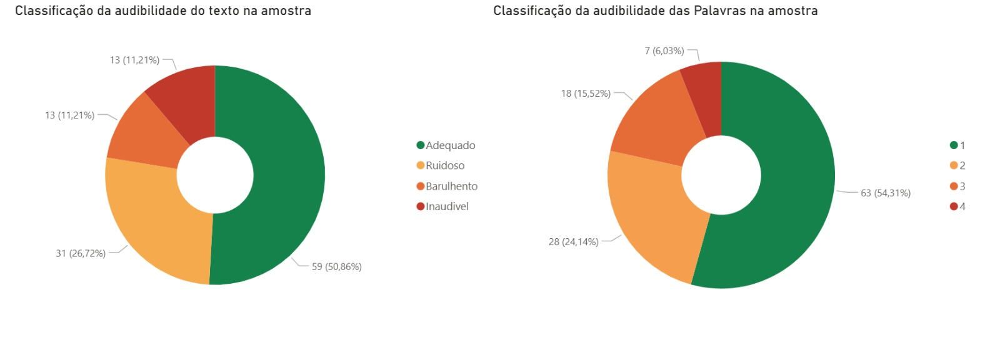 Classificação da audibilidade do texto na amostra
13 (11,21%)
13 (11,21%)
31 (26,72%)
59 (50,86%)
Adequado
Ruidoso
Barulhento
Inaudivel
Classificação da audibilidade das Palavras na amostra
7 (6,03%)
18 (15,52%)
28 (24,14%)
63 (54,31%)
1
2
3
4